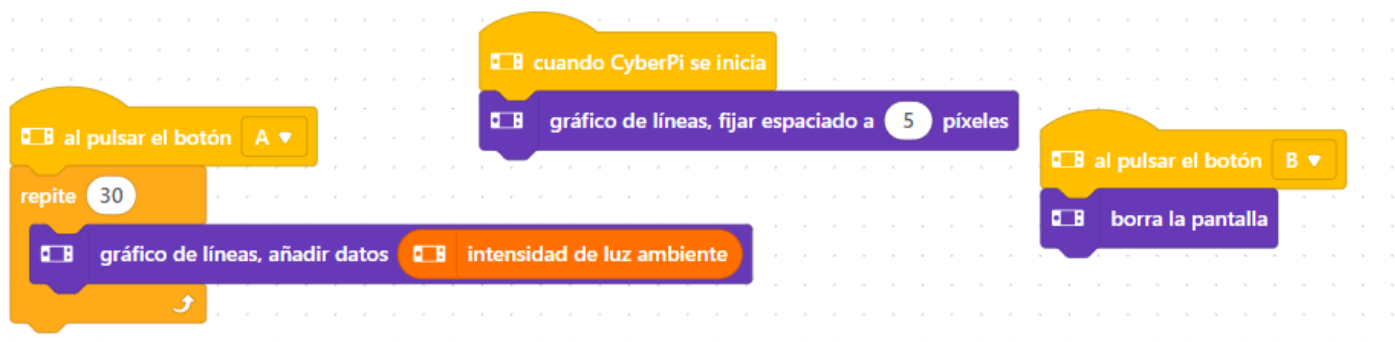 al pulsar el botón A
repite 30
gráfico de líneas, añadir datos intensidad de luz ambiente
cuando CyberPi se inicia
gráfico de líneas, fijar espaciado a 5 píxeles
al pulsar el botón B
borra la pantalla